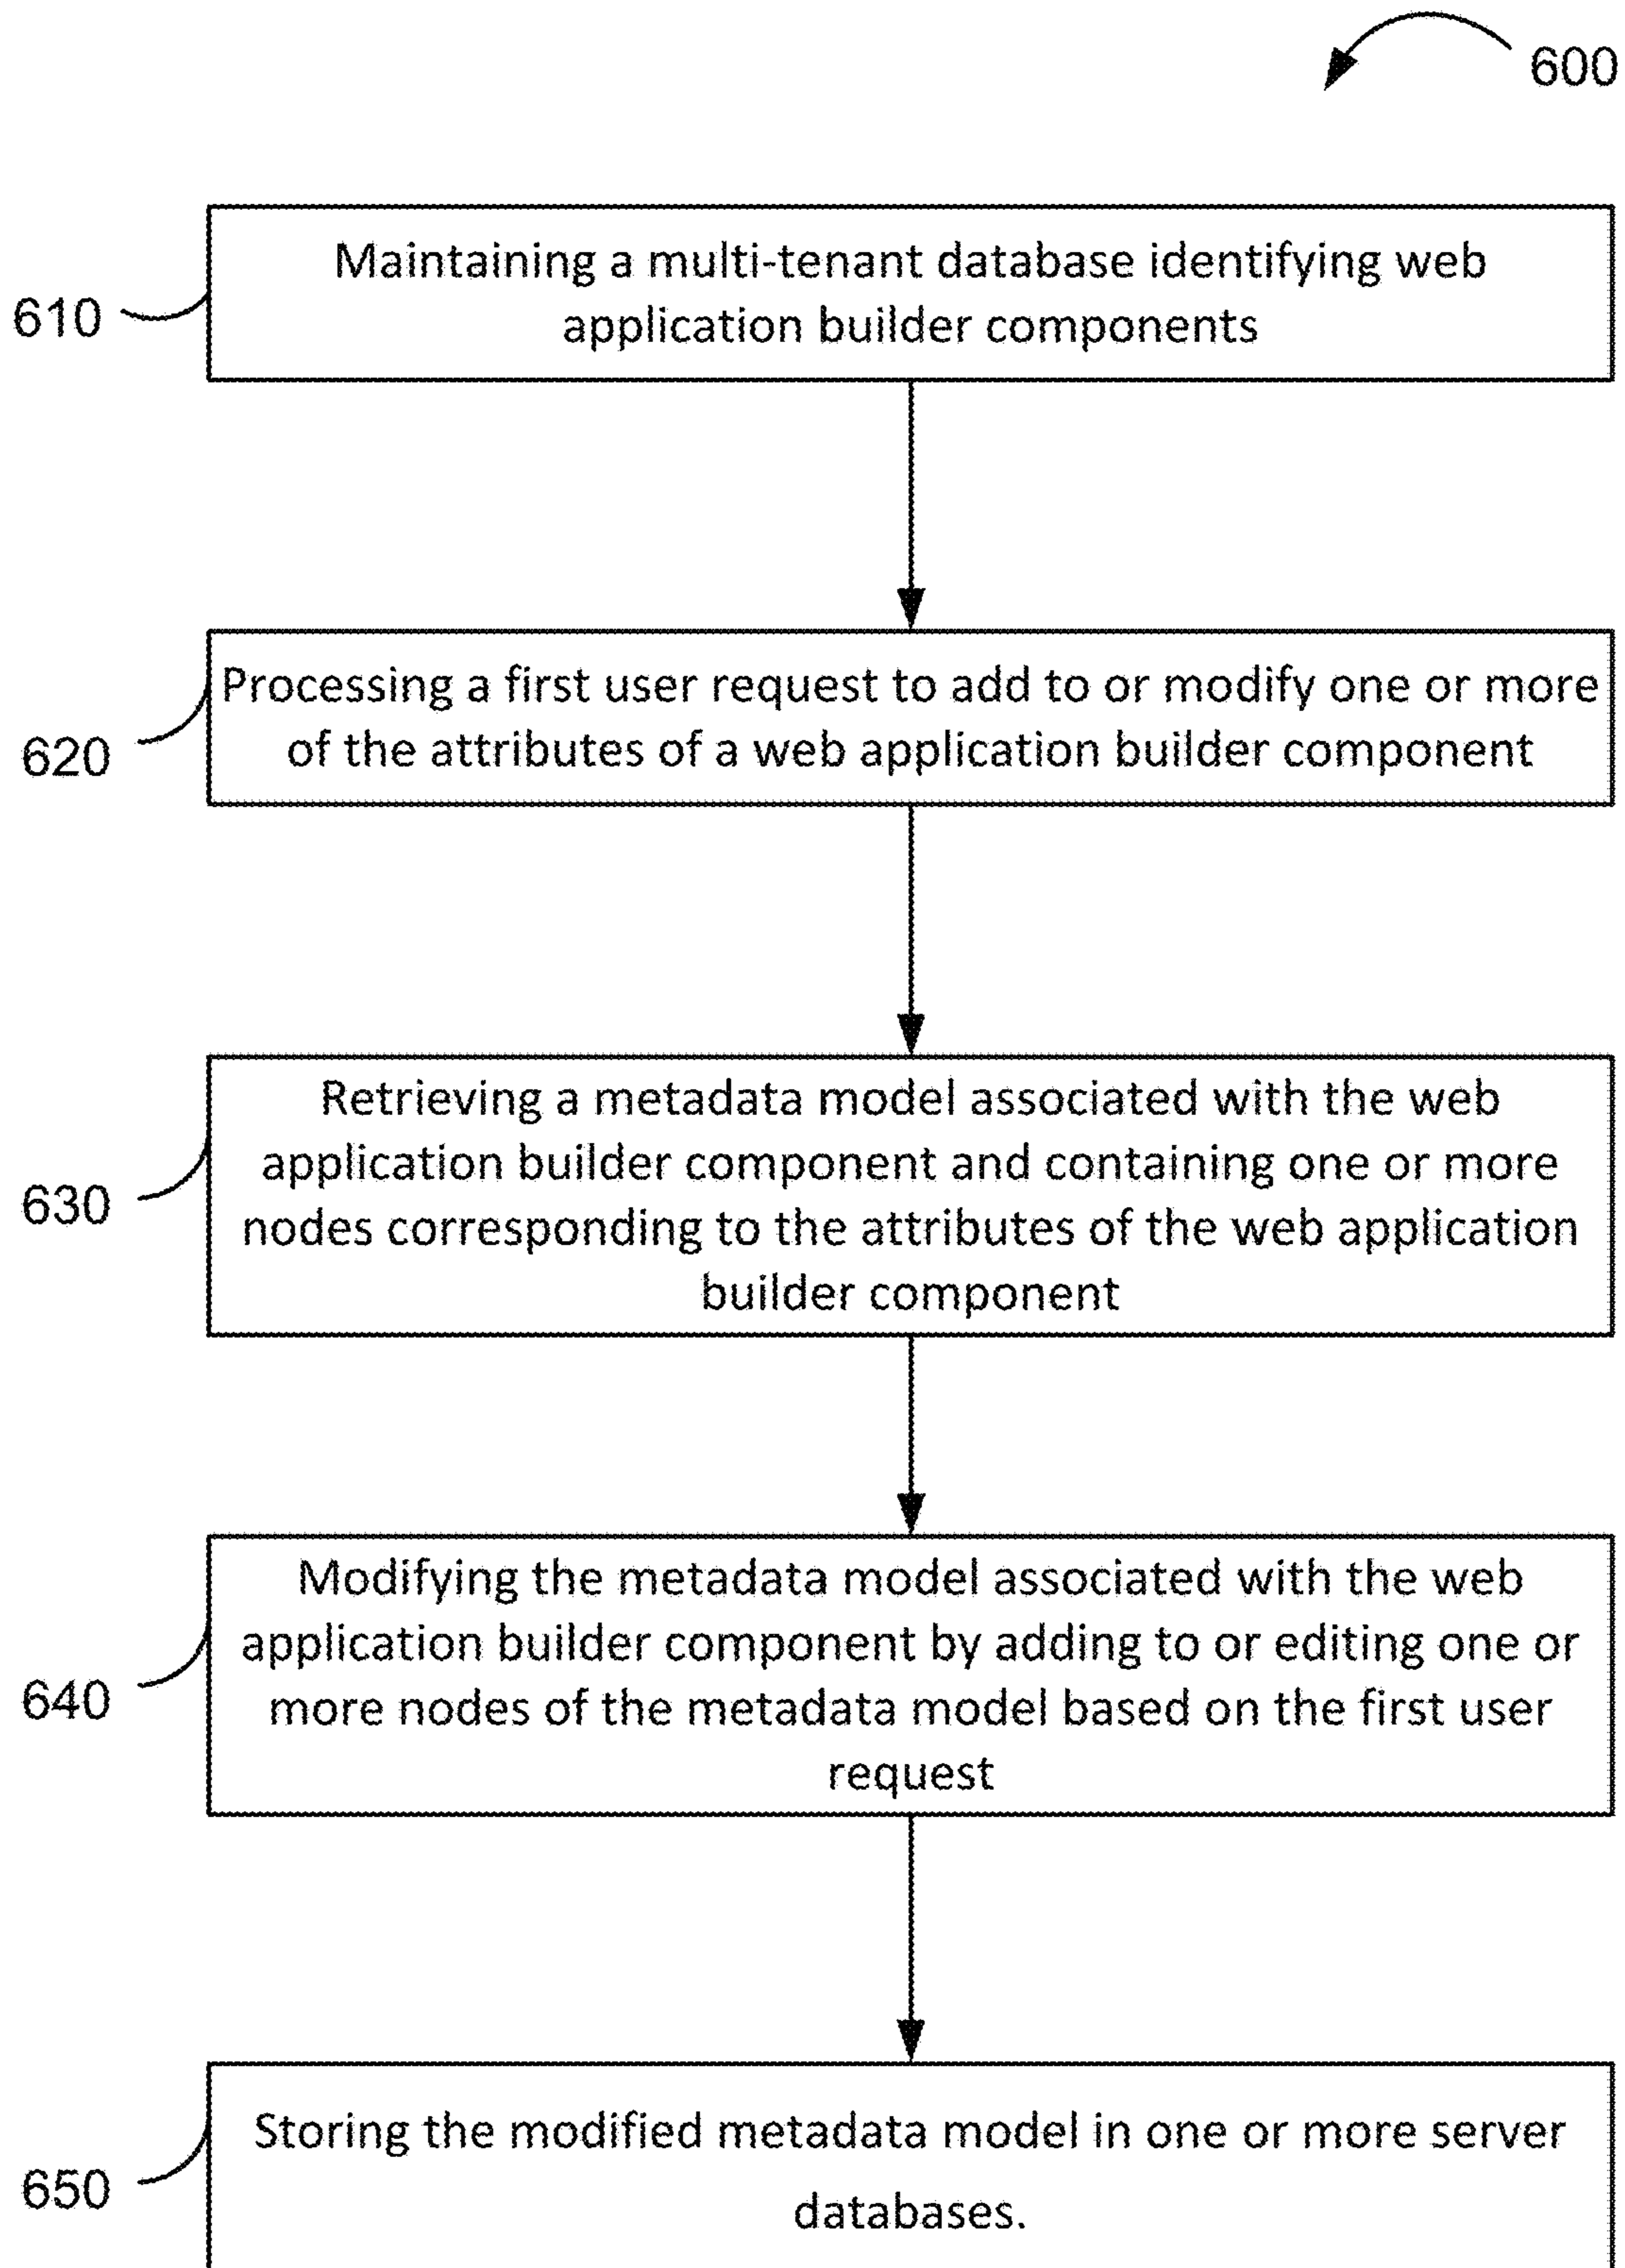 600
610
Maintaining a multi-tenant database identifying web
application builder components
620
Processing a first user request to add to or modify one or more
of the attributes of a web application builder component
630
Retrieving a metadata model associated with the web
application builder component and containing one or more
nodes corresponding to the attributes of the web application
builder component
640
Modifying the metadata model associated with the web
application builder component by adding to or editing one or
more nodes of the metadata model based on the first user
request
650
Storing the modified metadata model in one or more server
databases.